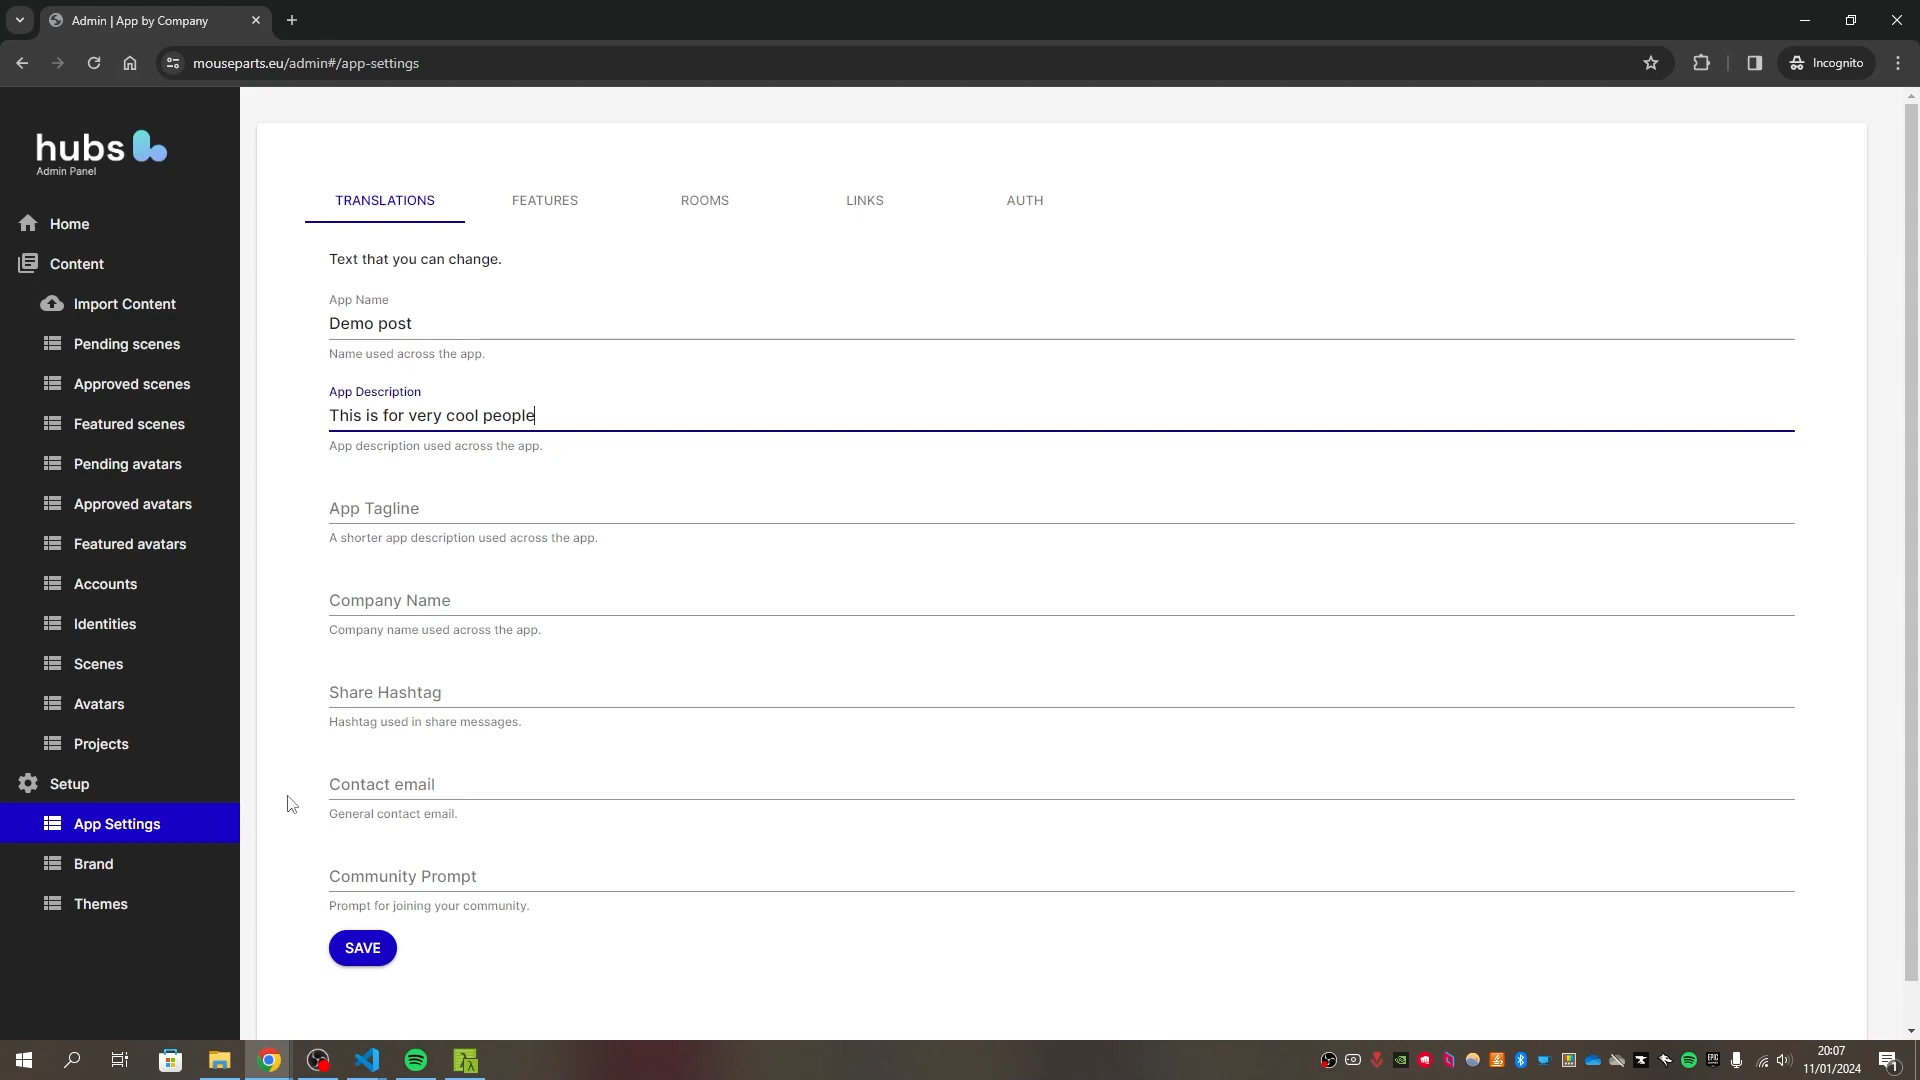 Admin | App by Company
mouseparts.eu/admin#/app-settings
Incognito
hubs
Admin Panel
Home
Content
Import Content
Pending scenes
Approved scenes
Featured scenes
Pending avatars
Approved avatars
Featured avatars
Accounts
Identities
Scenes
Avatars
Projects
Setup
App Settings
Brand
Themes
TRANSLATIONS FEATURES ROOMS LINKS AUTH
Text that you can change.
App Name
Demo post
Name used across the app.
App Description
This is for very cool people
App description used across the app.
App Tagline
A shorter app description used across the app.
Company Name
Company name used across the app.
Share Hashtag
Hashtag used in share messages.
Contact email
General contact email.
Community Prompt
Prompt for joining your community.
SAVE
20:07
11/01/2024
1